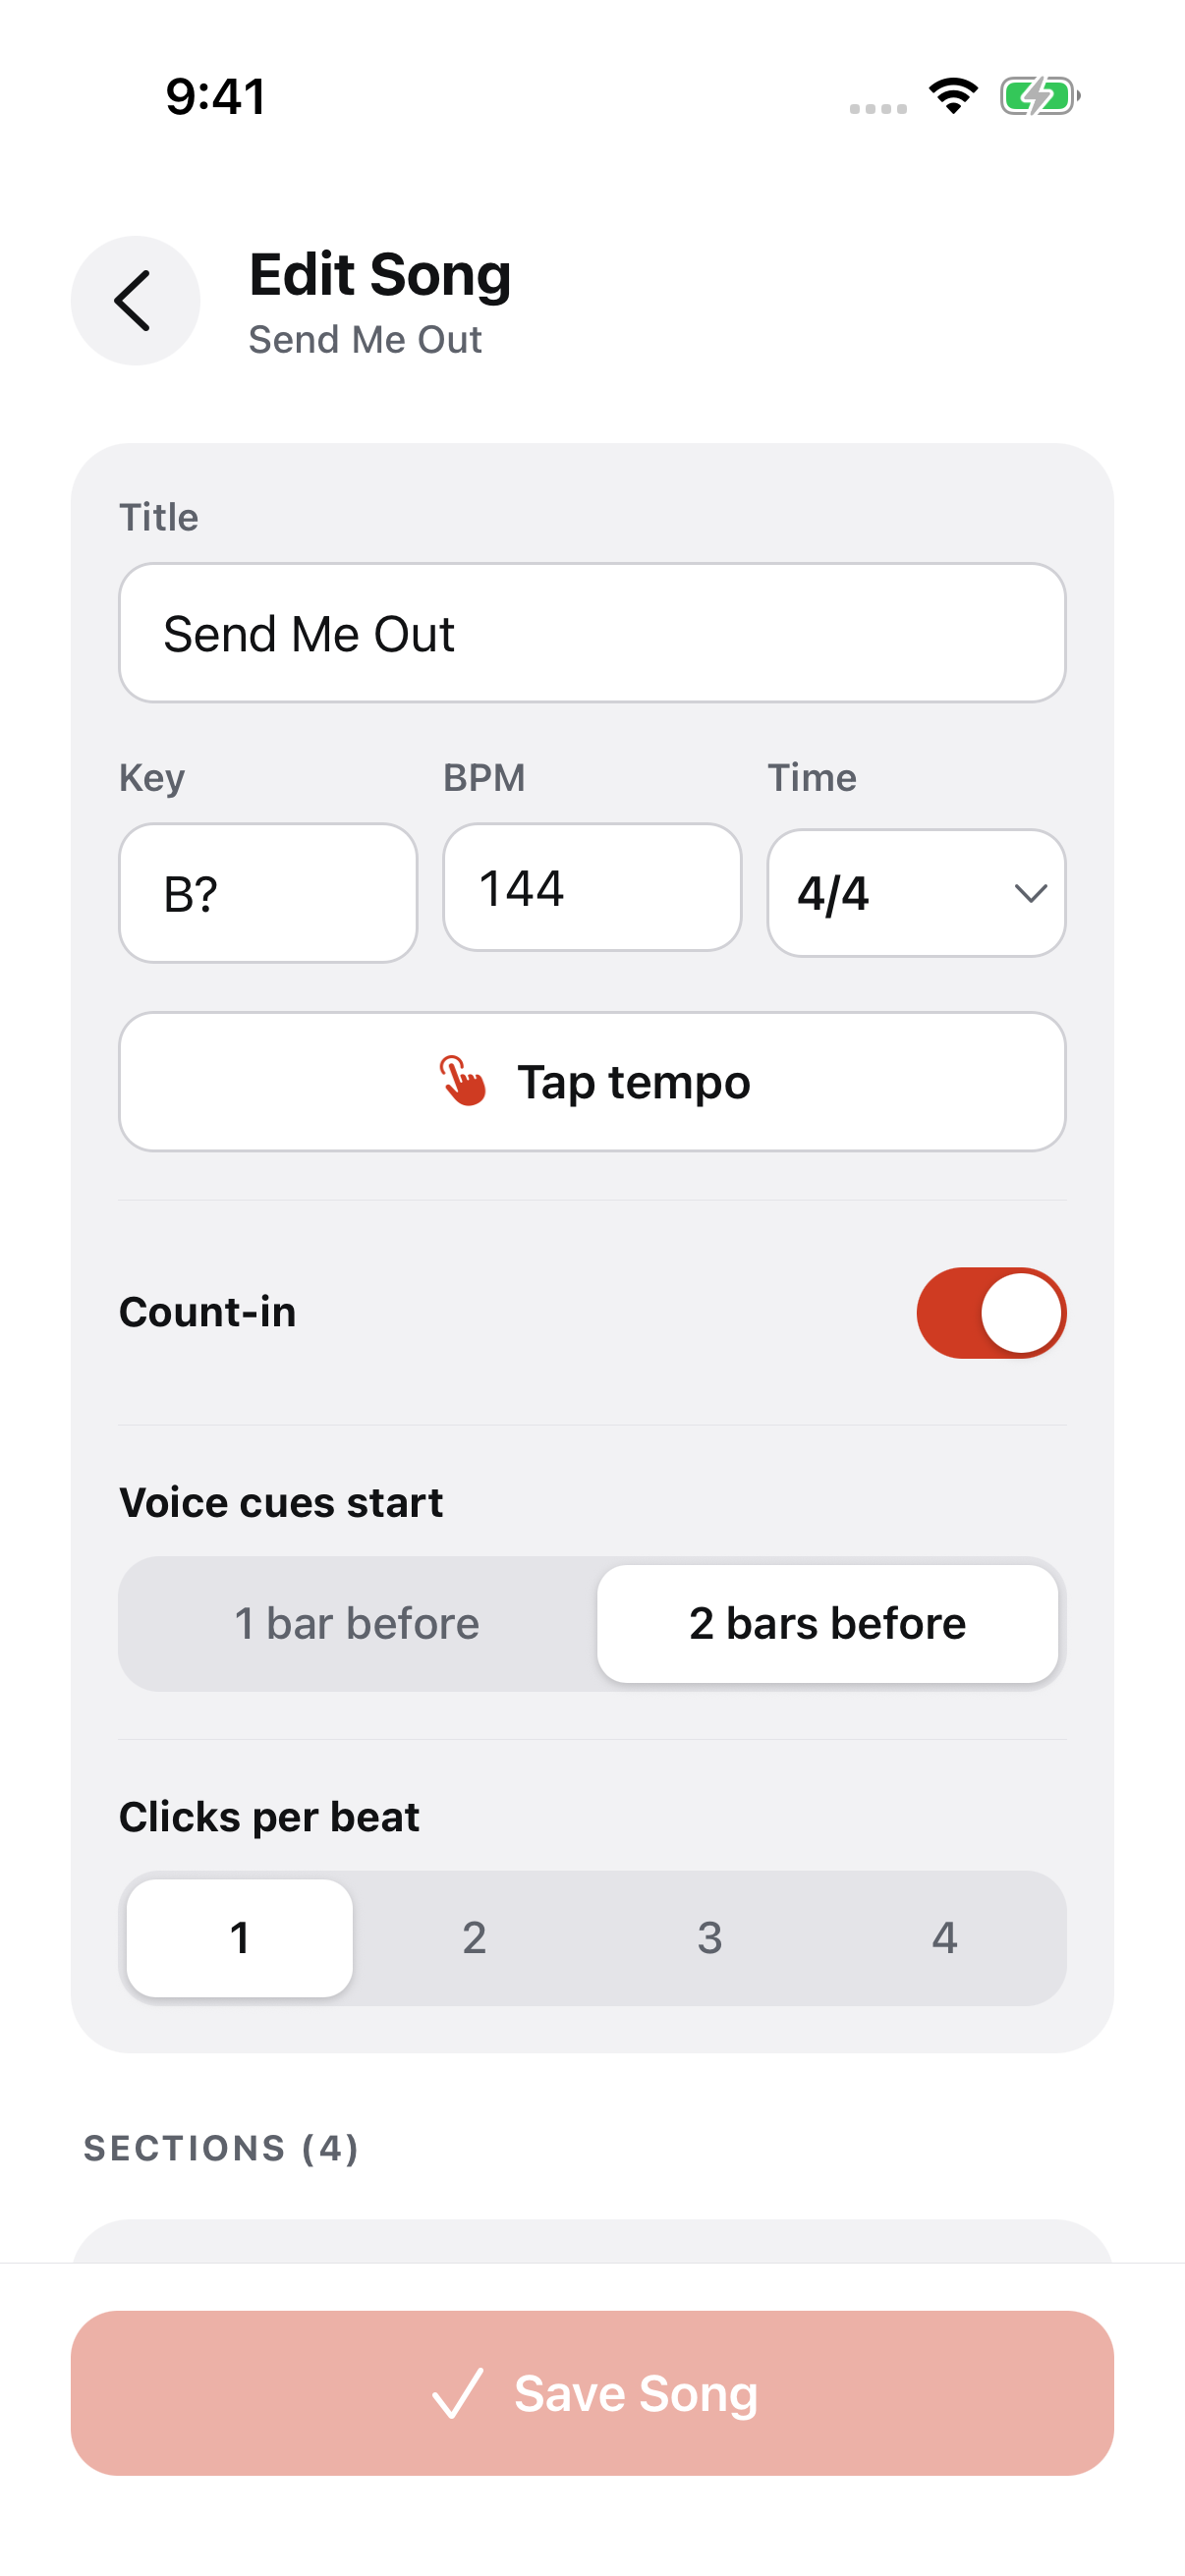 9:41
Edit Song
Send Me Out
Title
Send Me Out
Key BPM Time
B? 144 4/4
Tap tempo
Count-in
Voice cues start
1 bar before 2 bars before
Clicks per beat
1 2 3 4
SECTIONS (4)
Save Song